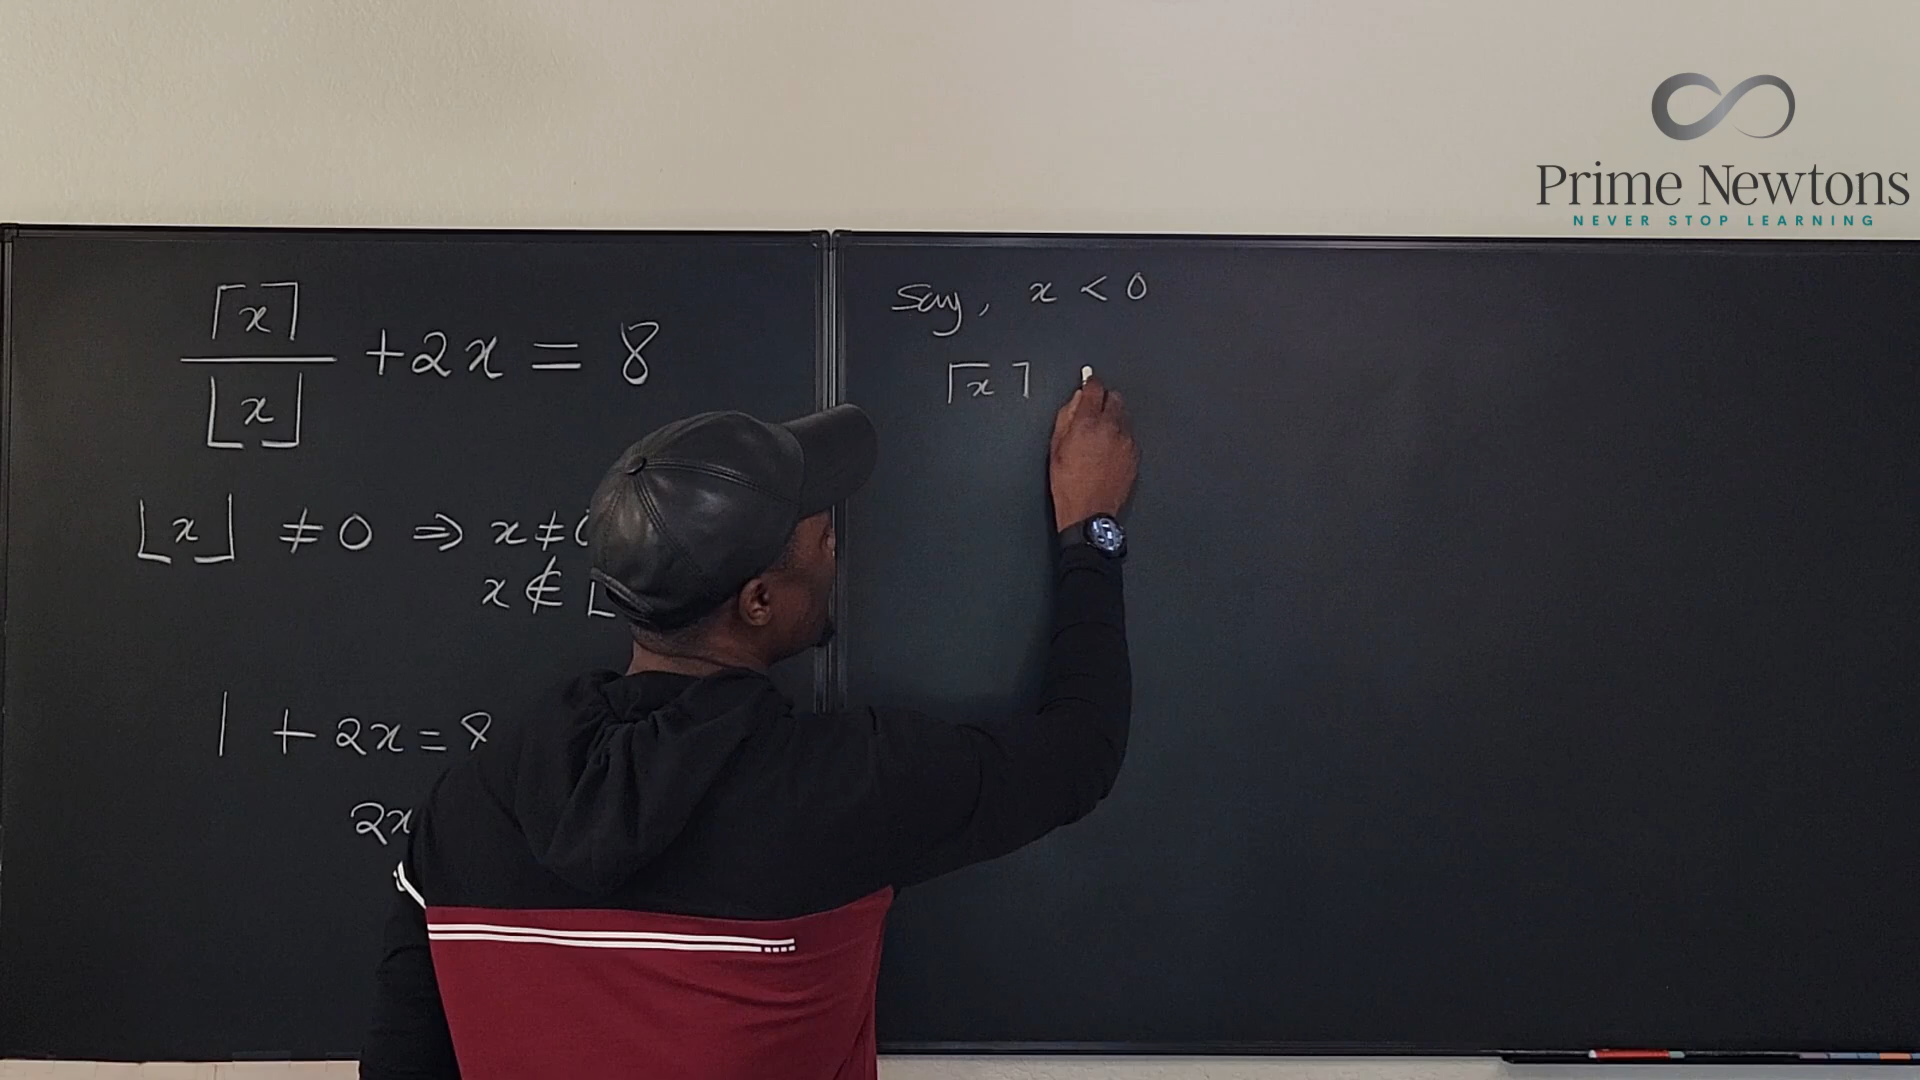 Prime Newtons
NEVER STOP LEARNING
⌈x⌉
⌊x⌋
+2x = 8
⌊x⌋ ≠ 0 ⇒ x ≠
x ∉
1 + 2x = 8
2x
Say, x < 0
⌈x⌉